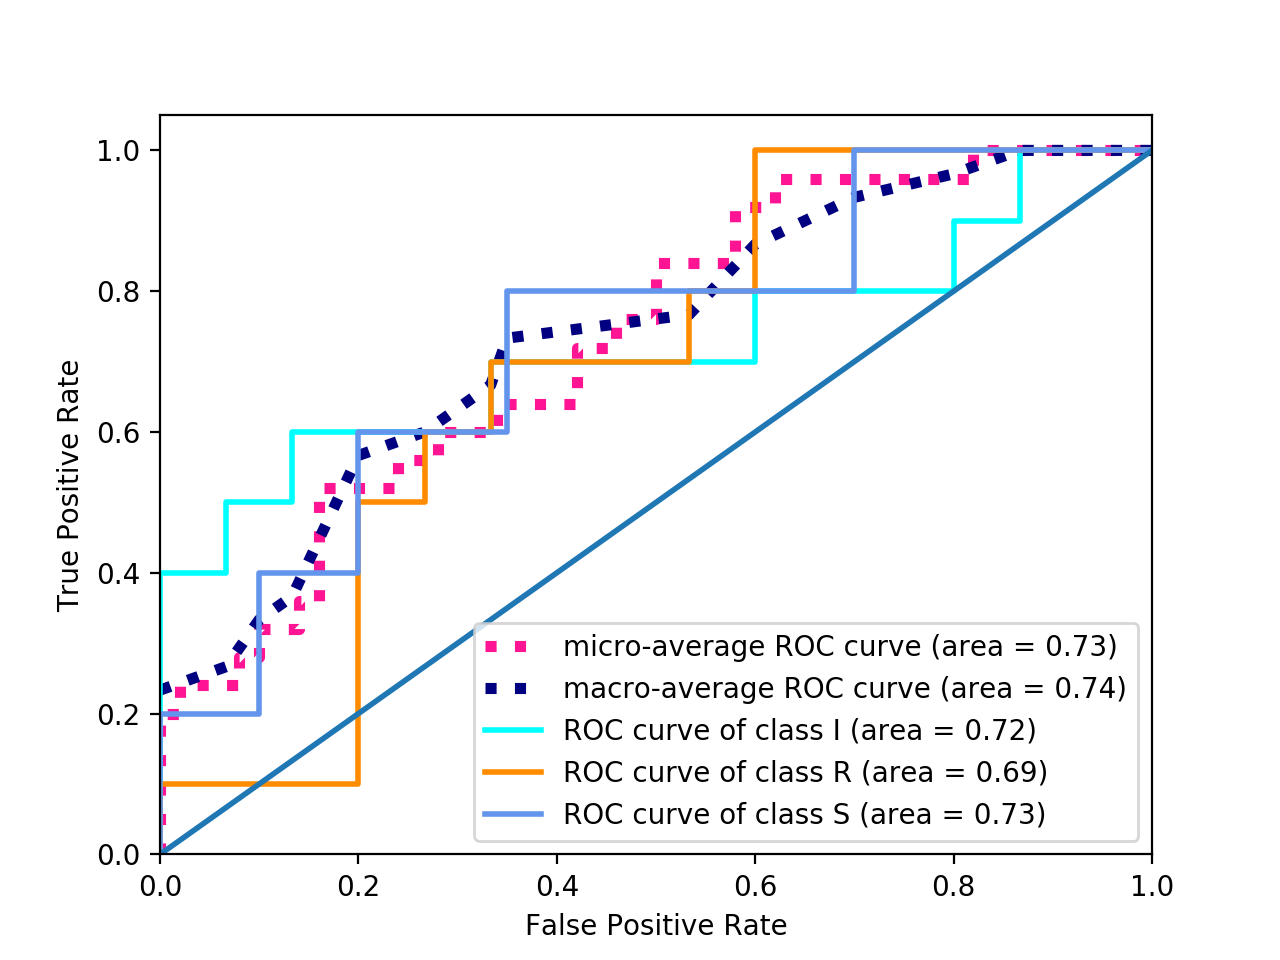 1.0
0.8
0.6
0.4
0.2
0.0
True Positive Rate
micro-average ROC curve (area = 0.73)
macro-average ROC curve (area = 0.74)
ROC curve of class I (area = 0.72)
ROC curve of class R (area = 0.69)
ROC curve of class S (area = 0.73)
0.0 0.2 0.4 0.6 0.8 1.0
False Positive Rate